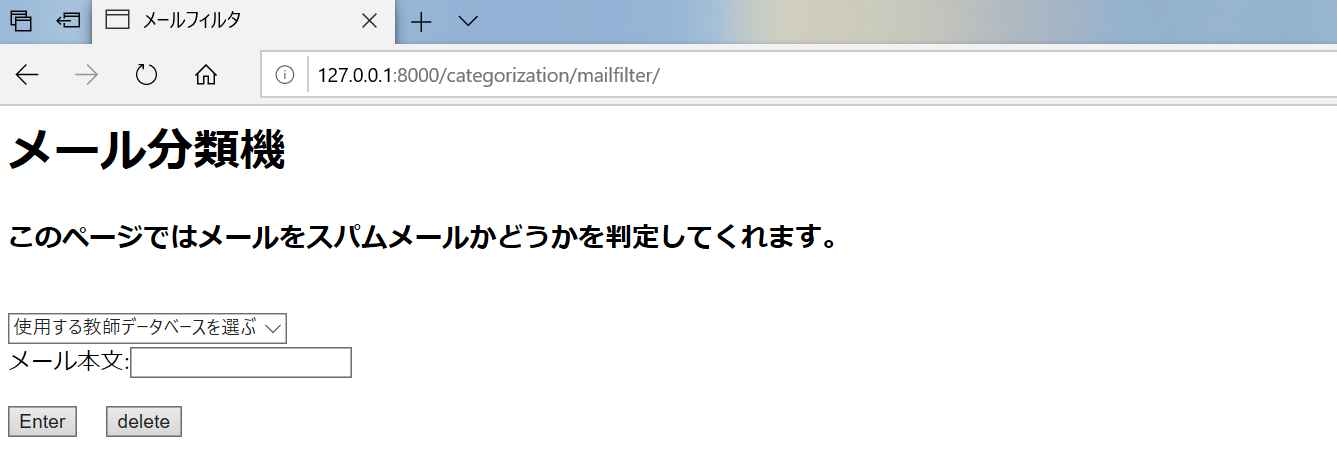 メールフィルタ
127.0.0.1:8000/categorization/mailfilter/
メール分類機
このページではメールをスパムメールかどうかを判定してくれます。
使用する教師データベースを選ぶ
メール本文:
Enter delete